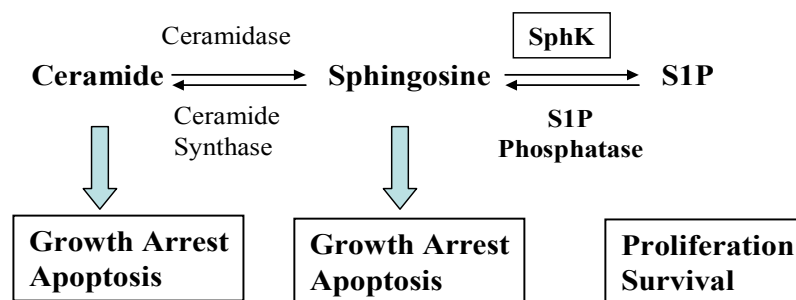 Ceramidase
SphK
Ceramide
Sphingosine
S1P
Ceramide
Synthase
S1P
Phosphatase
Growth Arrest
Apoptosis
Growth Arrest
Apoptosis
Proliferation
Survival